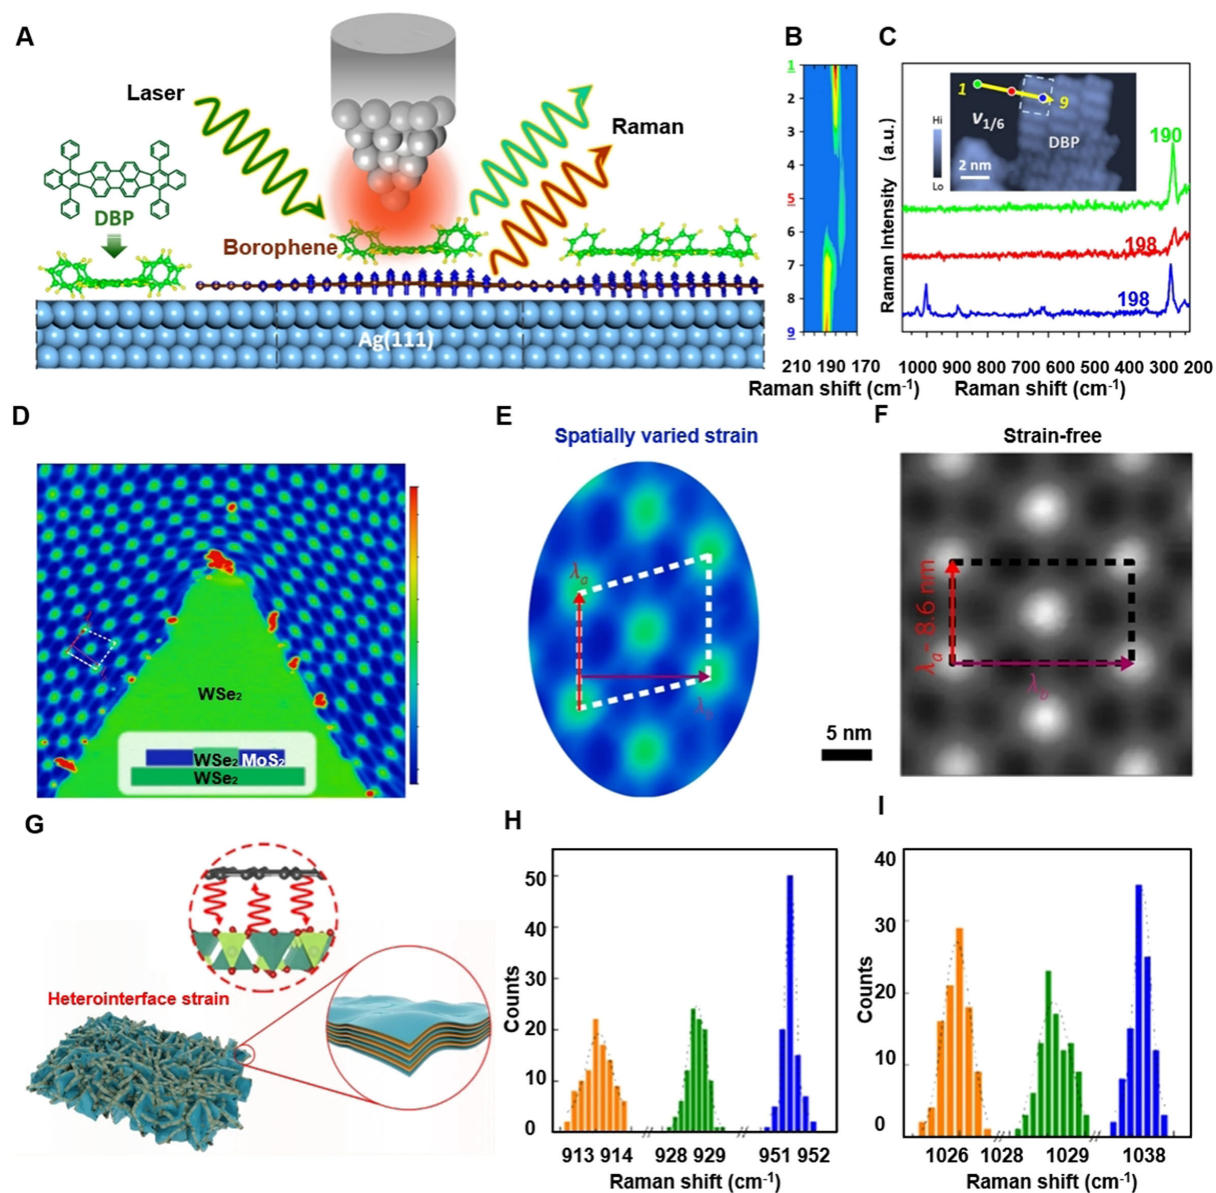 A
Laser
DBP
Borophene
Raman
Ag(111)
B
1
2
3
4
5
6
7
8
9
210 190 170
Raman shift (cm-1)
C
Raman Intensity (a.u.)
1
9
V1/6
DBP
Hi
Lo
2 nm
190
198
198
1000 900 800 700 600 500 400 300 200
Raman shift (cm-1)
D
WSe2
WSe2 MoS2
WSe2
E
Spatially varied strain
λa
5 nm
F
Strain-free
λa~8.6 nm
λb
G
Heterointerface strain
H
Counts
50
40
30
20
10
0
913 914 928 929 951 952
Raman shift (cm-1)
I
Counts
40
30
20
10
0
1026 1028 1029 1038
Raman shift (cm-1)